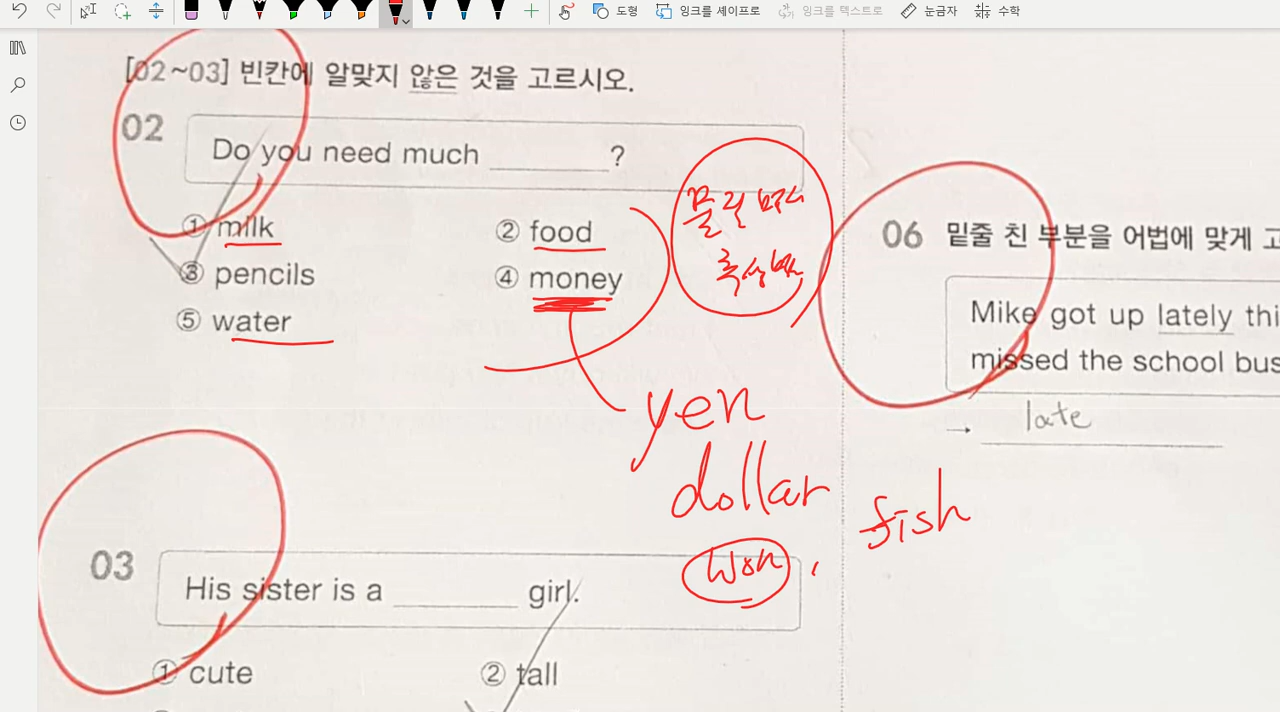 도형
잉크를 셰이프로
잉크를 텍스트로
눈금자
수학
[02~03] 빈칸에 알맞지 않은 것을 고르시오.
02
Do you need much ________ ?
① milk
② food
③ pencils
④ money
⑤ water
물질명사
추상명사
yen
dollar
won,
fish
03
His sister is a ________ girl.
① cute
② tall
06 밑줄 친 부분을 어법에 맞게 고
Mike got up lately thi
missed the school bus
→ late